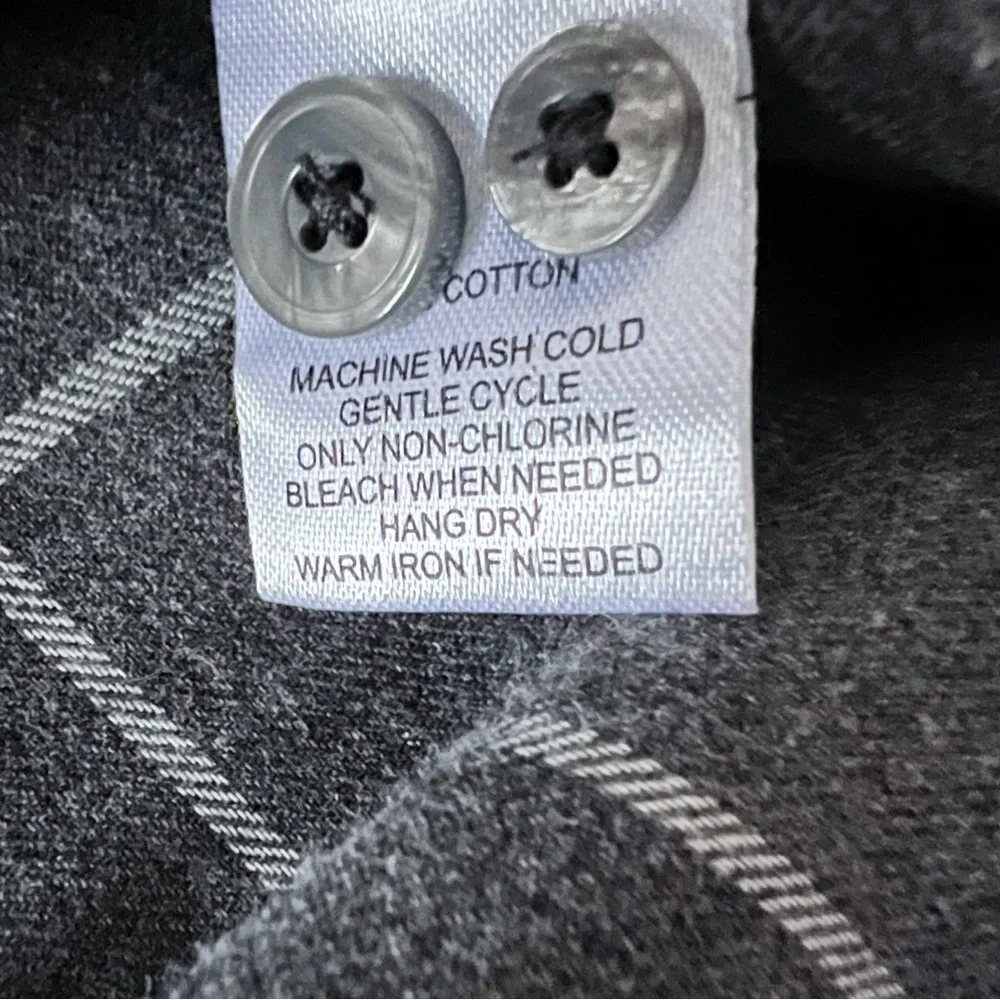 COTTON
MACHINE WASH COLD
GENTLE CYCLE
ONLY NON-CHLORINE
BLEACH WHEN NEEDED
HANG DRY
WARM IRON IF NEEDED